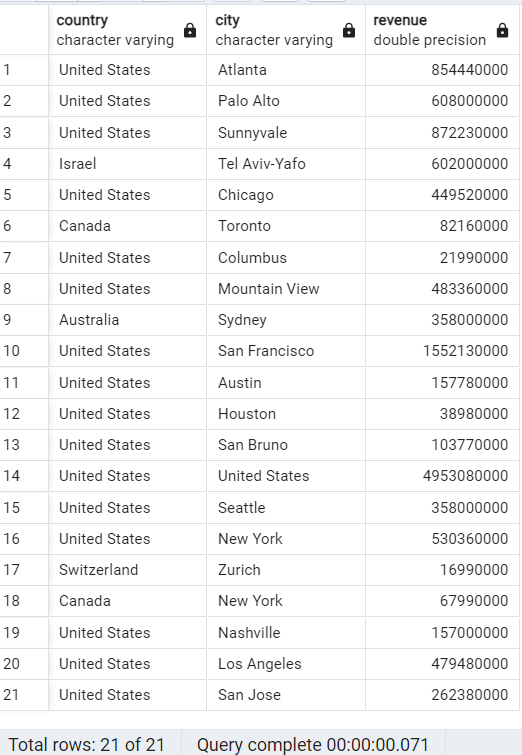 country city revenue
character varying character varying double precision
1 United States Atlanta 854440000
2 United States Palo Alto 608000000
3 United States Sunnyvale 872230000
4 Israel Tel Aviv-Yafo 602000000
5 United States Chicago 449520000
6 Canada Toronto 82160000
7 United States Columbus 21990000
8 United States Mountain View 483360000
9 Australia Sydney 358000000
10 United States San Francisco 1552130000
11 United States Austin 157780000
12 United States Houston 38980000
13 United States San Bruno 103770000
14 United States United States 4953080000
15 United States Seattle 358000000
16 United States New York 530360000
17 Switzerland Zurich 16990000
18 Canada New York 67990000
19 United States Nashville 157000000
20 United States Los Angeles 479480000
21 United States San Jose 262380000
Total rows: 21 of 21 Query complete 00:00:00.071